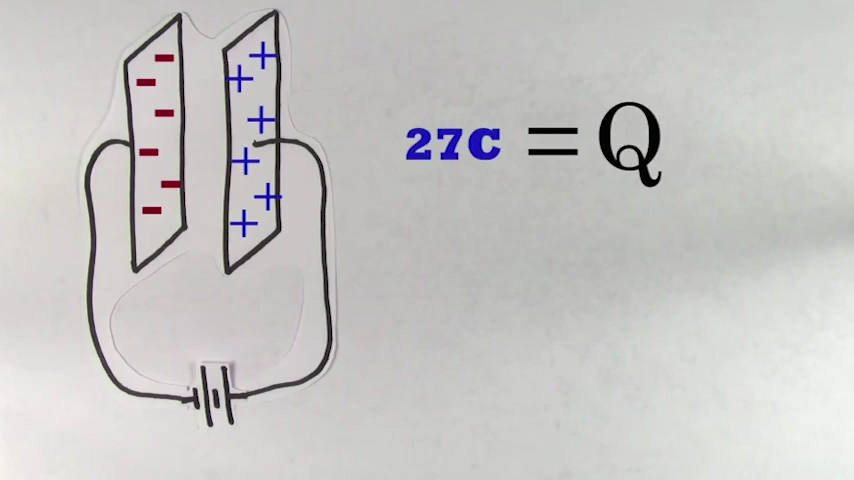 27C = Q